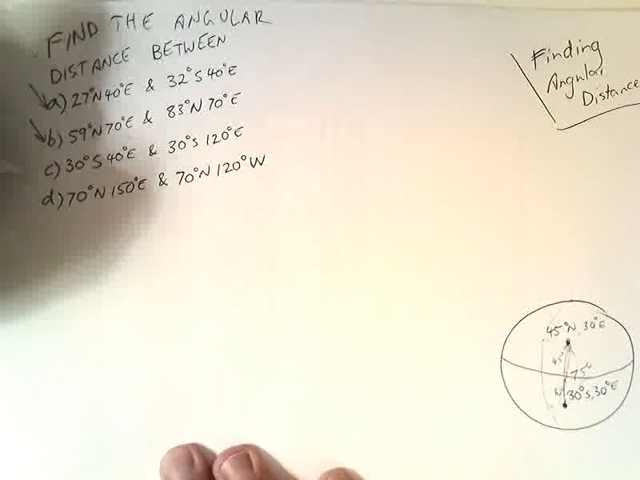 FIND THE ANGULAR
DISTANCE BETWEEN
a) 27°N 40°E & 32°S 40°E
b) 59°N 70°E & 83°N 70°E
c) 30°S 40°E & 30°S 120°E
d) 70°N 150°E & 70°N 120°W
Finding
Angular
Distance
45°N, 30°E
45°
75°
30°S, 30°E